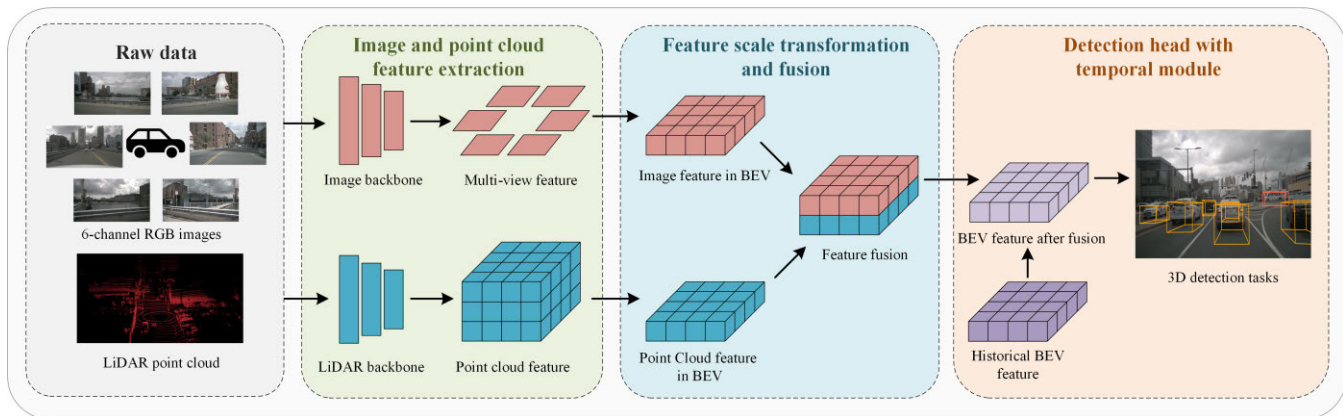 Raw data
6-channel RGB images
LiDAR point cloud
Image and point cloud
feature extraction
Image backbone
Multi-view feature
LiDAR backbone
Point cloud feature
Feature scale transformation
and fusion
Image feature in BEV
Feature fusion
Point Cloud feature
in BEV
Detection head with
temporal module
BEV feature after fusion
3D detection tasks
Historical BEV
feature